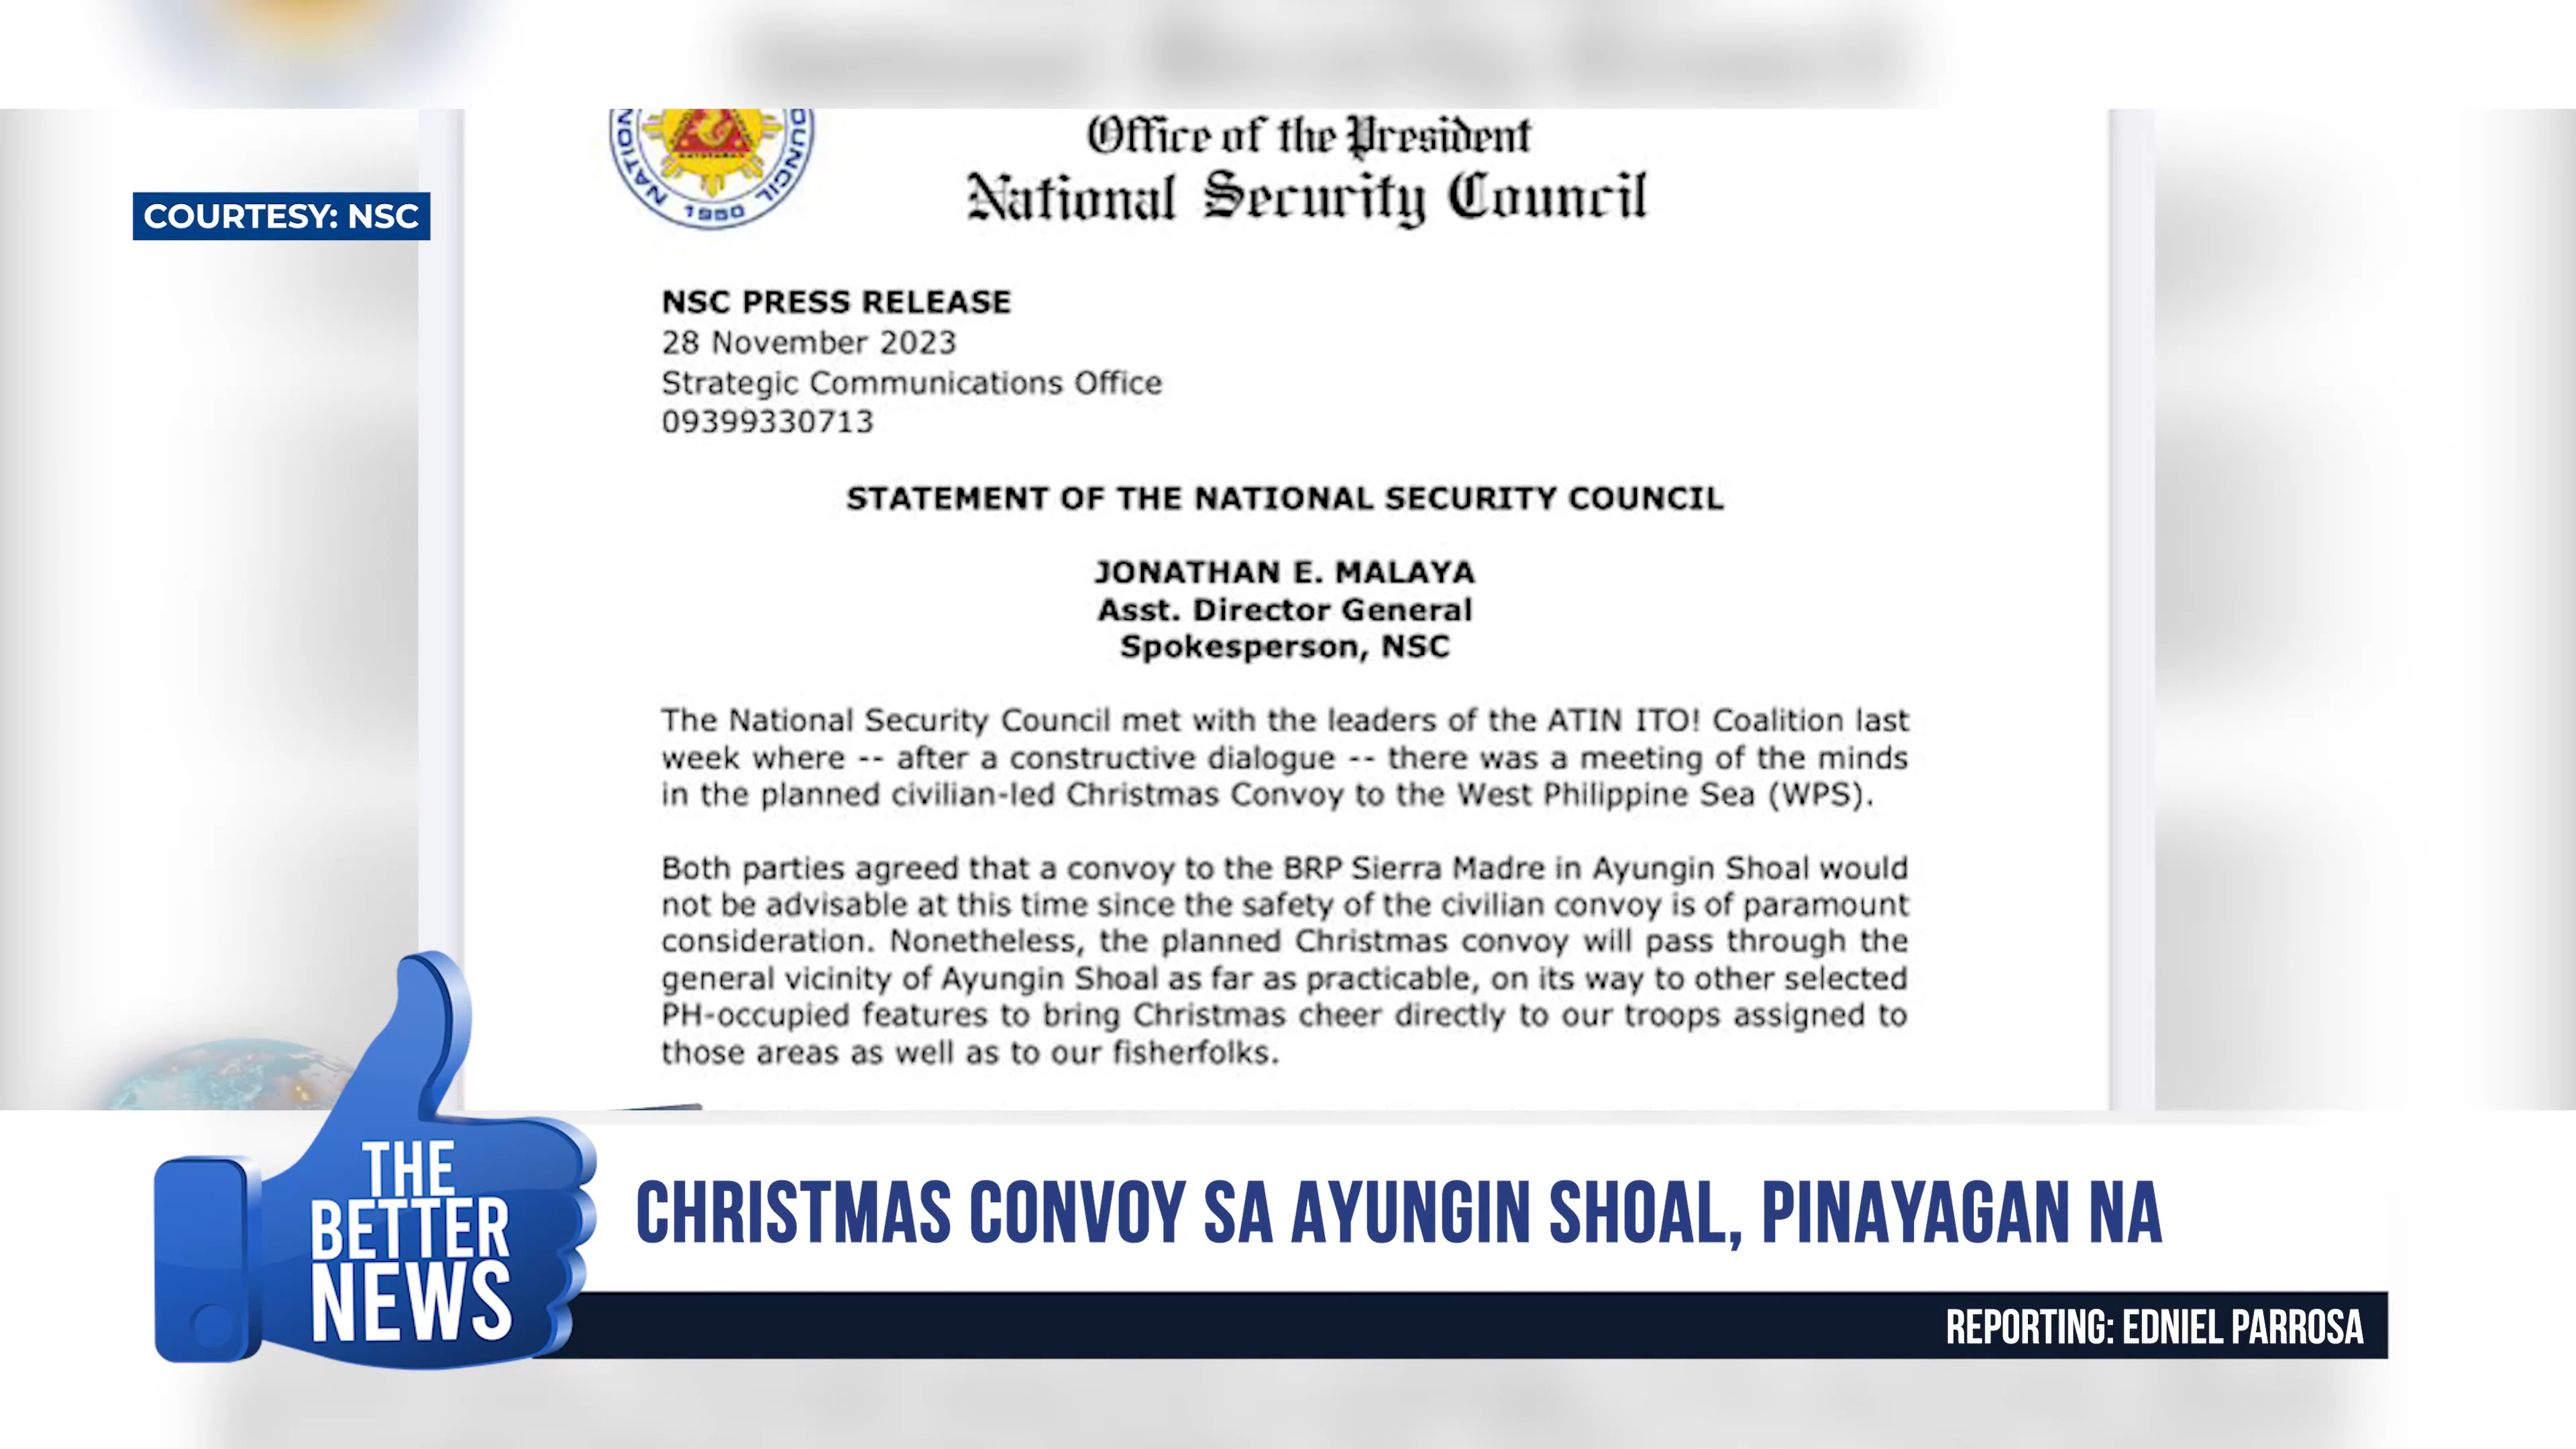 COURTESY: NSC
NATIONAL COUNCIL
1950
Office of the President
National Security Council
NSC PRESS RELEASE
28 November 2023
Strategic Communications Office
09399330713
STATEMENT OF THE NATIONAL SECURITY COUNCIL
JONATHAN E. MALAYA
Asst. Director General
Spokesperson, NSC
The National Security Council met with the leaders of the ATIN ITO! Coalition last
week where -- after a constructive dialogue -- there was a meeting of the minds
in the planned civilian-led Christmas Convoy to the West Philippine Sea (WPS).
Both parties agreed that a convoy to the BRP Sierra Madre in Ayungin Shoal would
not be advisable at this time since the safety of the civilian convoy is of paramount
consideration. Nonetheless, the planned Christmas convoy will pass through the
general vicinity of Ayungin Shoal as far as practicable, on its way to other selected
PH-occupied features to bring Christmas cheer directly to our troops assigned to
those areas as well as to our fisherfolks.
THE
BETTER
NEWS
CHRISTMAS CONVOY SA AYUNGIN SHOAL, PINAYAGAN NA
REPORTING: EDNIEL PARROSA